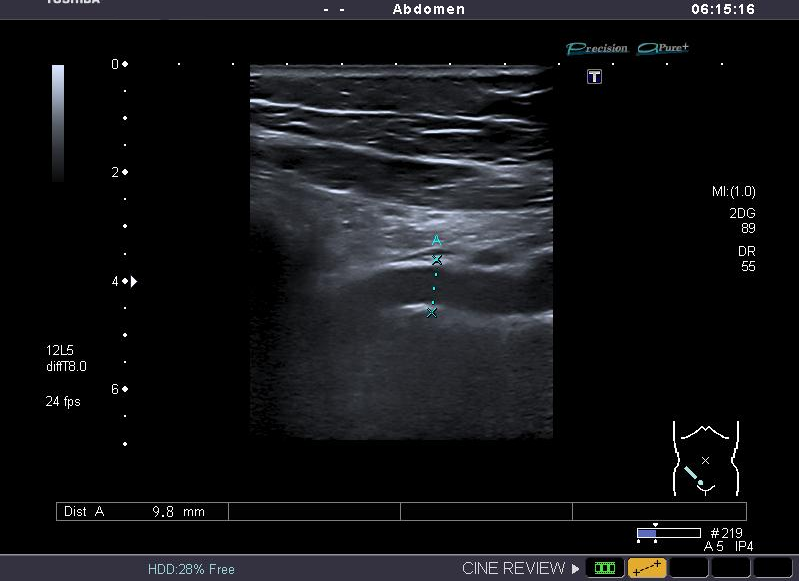 TOSHIBA
- - Abdomen 06:15:16
Precision APure+
T
0
2
4
6
A
MI:(1.0)
2DG
89
DR
55
12L5
diffT8.0
24 fps
Dist A 9.8 mm
#219
A 5 IP4
HDD:28% Free
CINE REVIEW